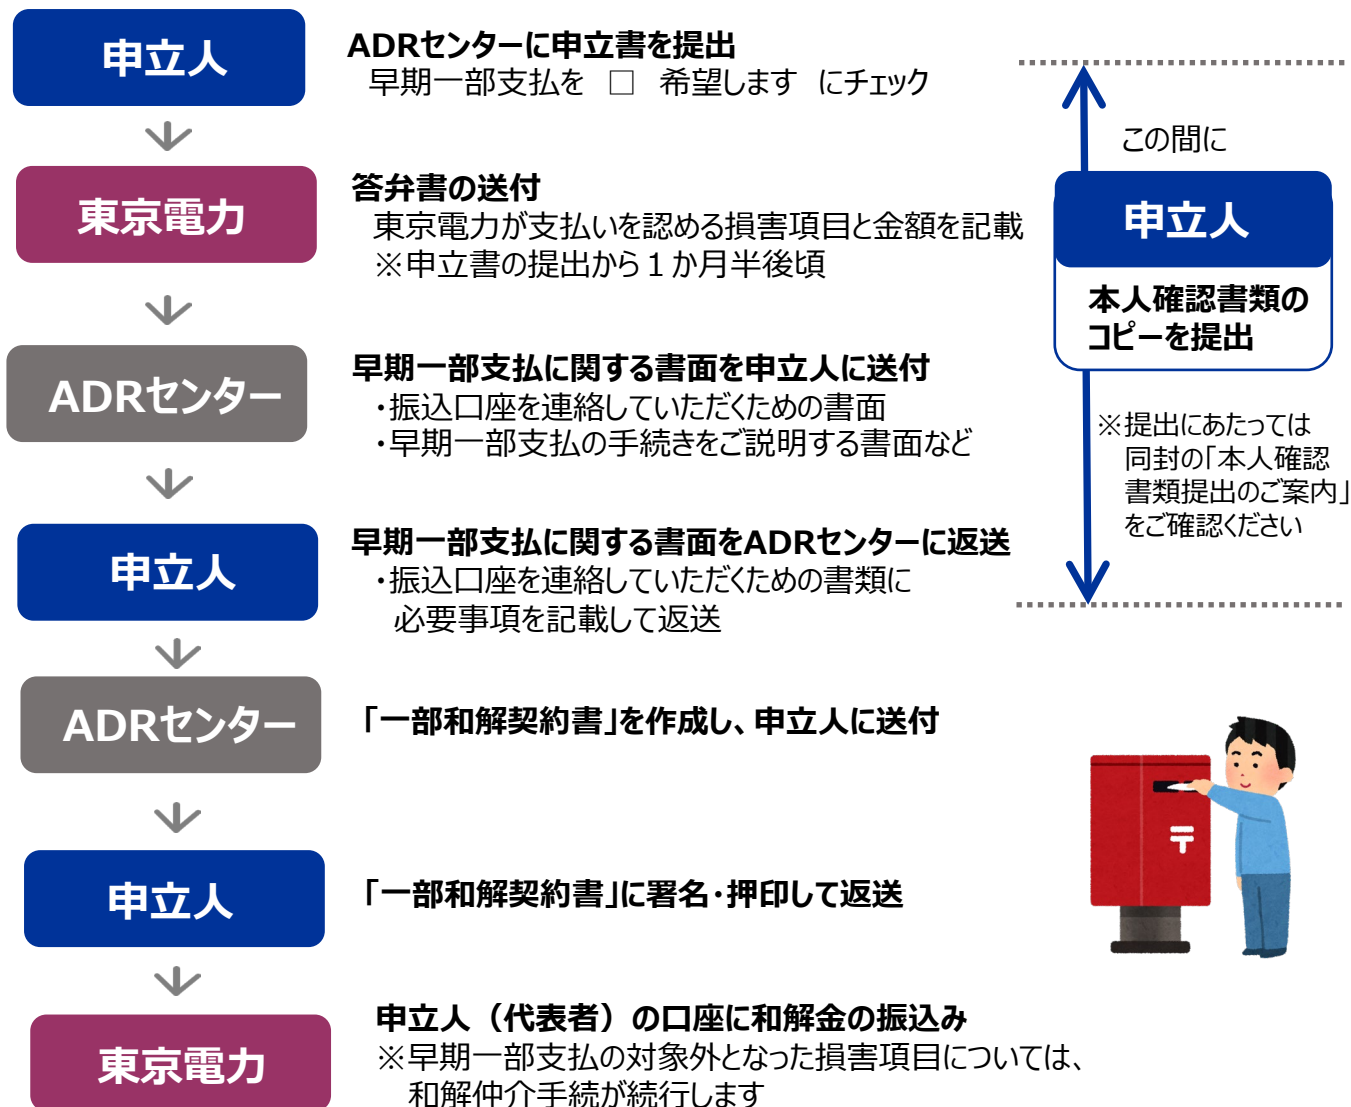 申立人
ADRセンターに申立書を提出
早期一部支払を □ 希望します にチェック
東京電力
答弁書の送付
東京電力が支払いを認める損害項目と金額を記載
※申立書の提出から１か月半後頃
ADRセンター
早期一部支払に関する書面を申立人に送付
・振込口座を連絡していただくための書面
・早期一部支払の手続きをご説明する書面など
申立人
早期一部支払に関する書面をADRセンターに返送
・振込口座を連絡していただくための書類に
必要事項を記載して返送
ADRセンター
「一部和解契約書」を作成し、申立人に送付
申立人
「一部和解契約書」に署名・押印して返送
東京電力
申立人（代表者）の口座に和解金の振込み
※早期一部支払の対象外となった損害項目については、
和解仲介手続が続行します
この間に
申立人
本人確認書類の
コピーを提出
※提出にあたっては
同封の「本人確認
書類提出のご案内」
をご確認ください
〒